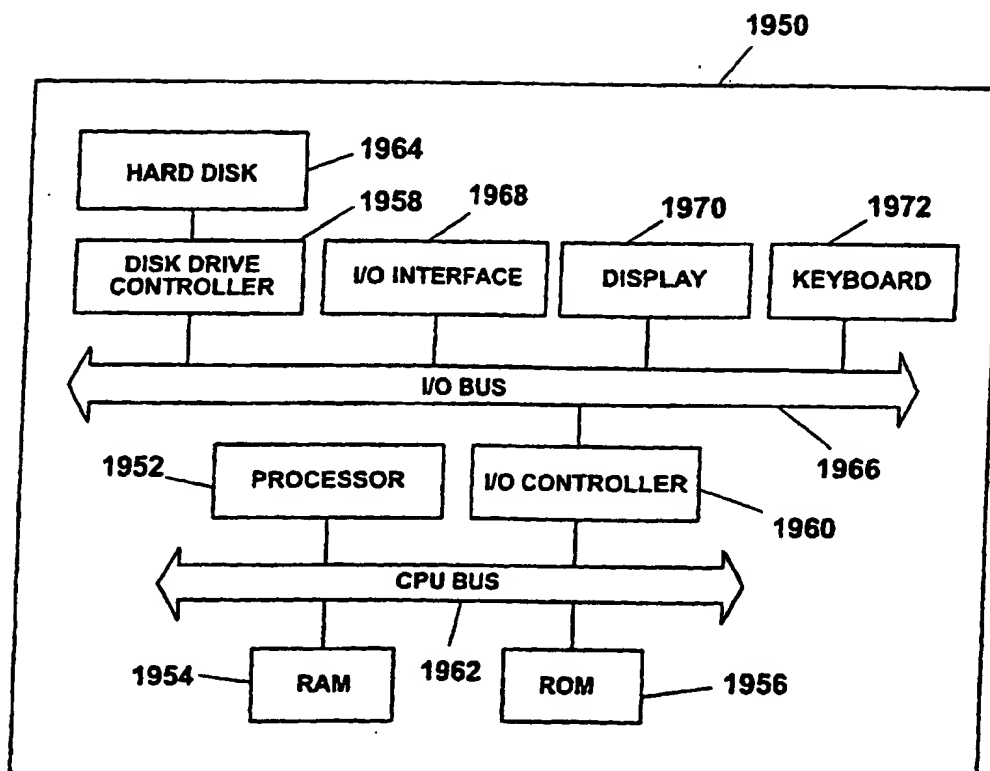 1950
HARD DISK
1964
1958
1968
1970
1972
DISK DRIVE
CONTROLLER
I/O INTERFACE
DISPLAY
KEYBOARD
I/O BUS
1966
1952
PROCESSOR
I/O CONTROLLER
1960
CPU BUS
1962
1954
RAM
ROM
1956